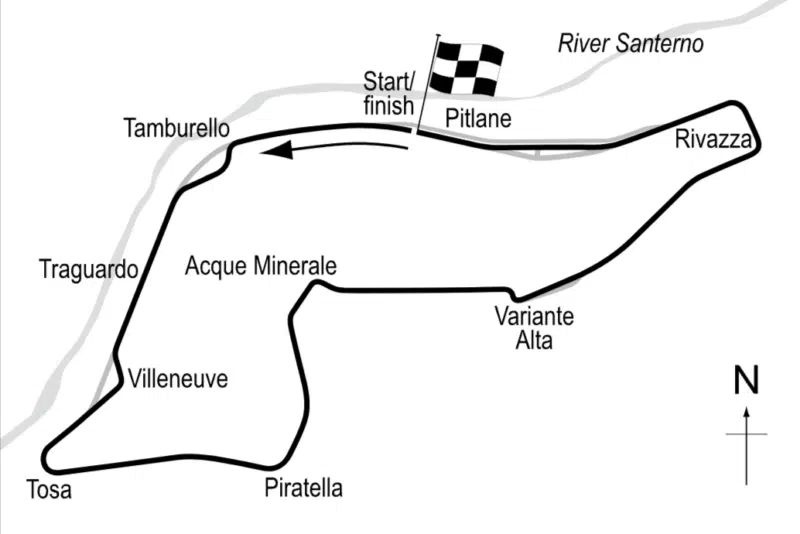 River Santerno
Start/
finish
Pitlane
Tamburello
Rivazza
Traguardo
Acque Minerale
Variante
Alta
Villeneuve
N
Tosa
Piratella